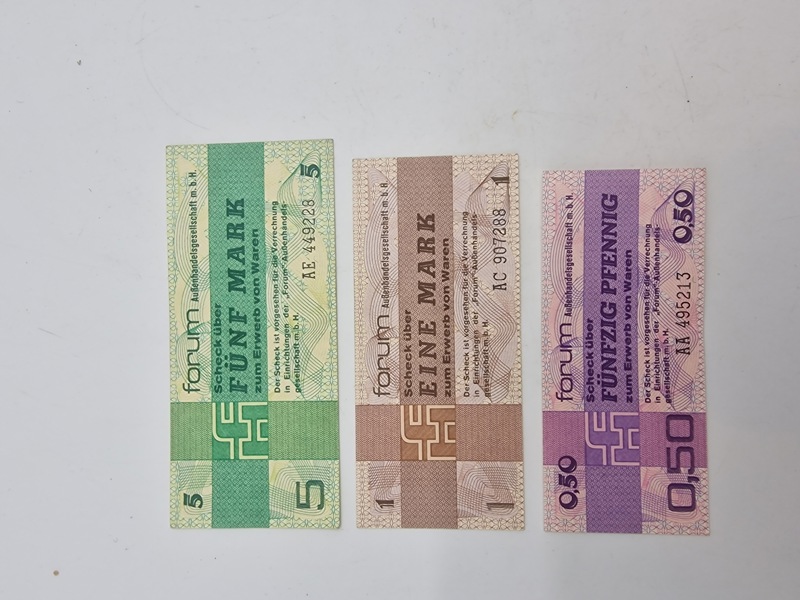 forum Außenhandelsgesellschaft m. b. H.
Scheck über
FÜNF MARK
zum Erwerb von Waren
Der Scheck ist vorgesehen für die Verrechnung
in Einrichtungen der „Forum" Außenhandels-
gesellschaft m. b. H.
AE 449228
5
5
5
forum Außenhandelsgesellschaft m. b. H.
Scheck über
EINE MARK
zum Erwerb von Waren
Der Scheck ist vorgesehen für die Verrechnung
in Einrichtungen der „Forum" Außenhandels-
gesellschaft m. b. H.
AC 907288
1
1
1
forum Außenhandelsgesellschaft m. b. H.
Scheck über
FÜNFZIG PFENNIG
zum Erwerb von Waren
Der Scheck ist vorgesehen für die Verrechnung
in Einrichtungen der „Forum" Außenhandels-
gesellschaft m. b. H.
AA 495213
0,50
0,50
0,50